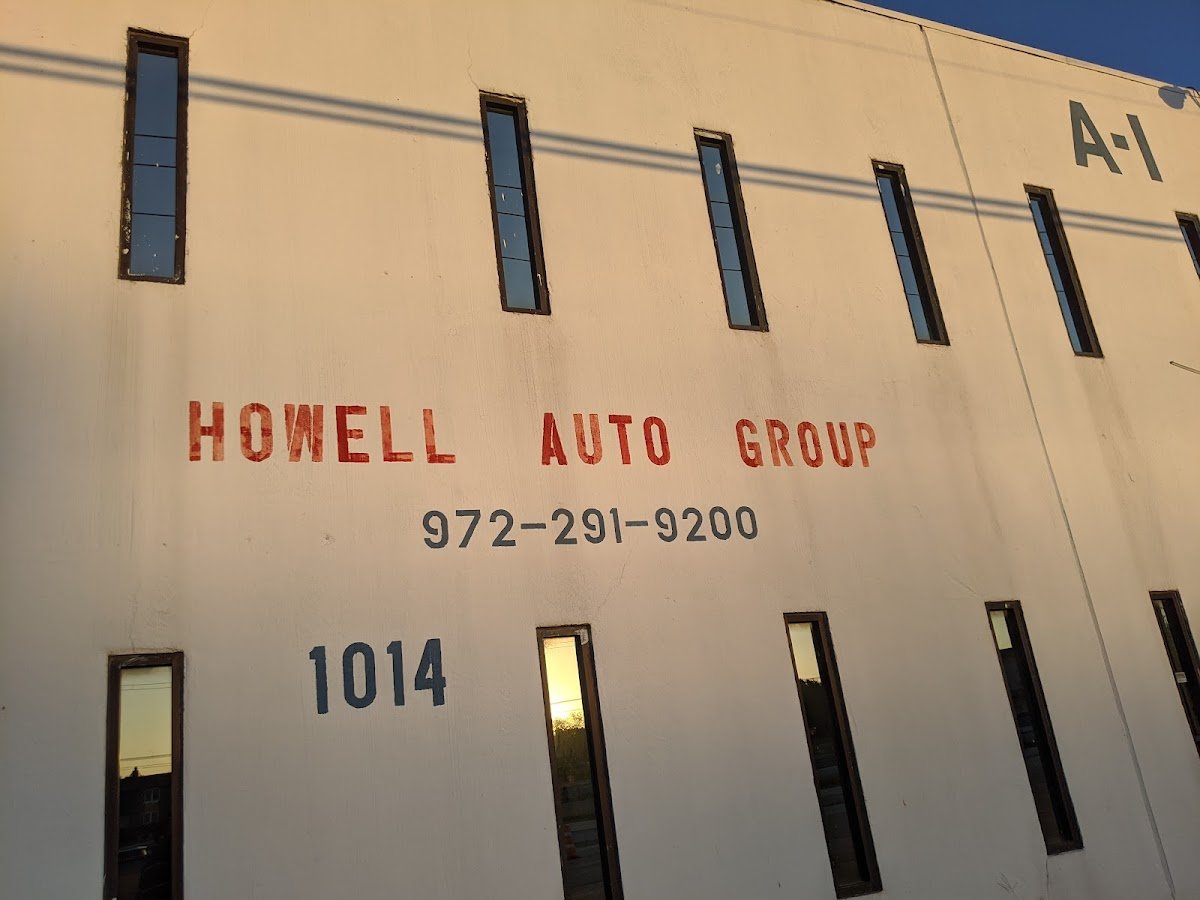 A-1
HOWELL AUTO GROUP
972-291-9200
1014